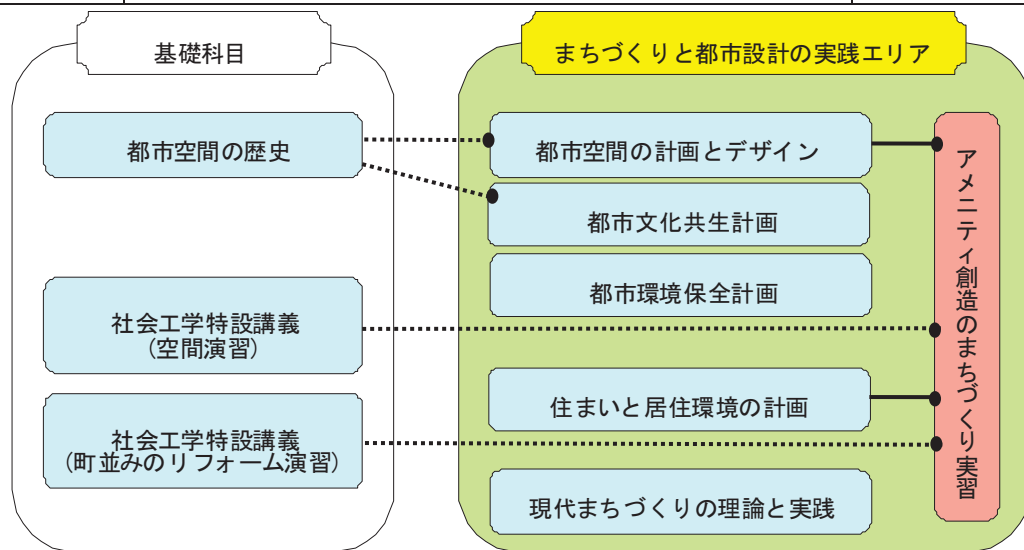 基礎科目
まちづくりと都市設計の実践エリア
都市空間の歴史
都市空間の計画とデザイン
都市文化共生計画
都市環境保全計画
社会工学特設講義
(空間演習)
住まいと居住環境の計画
社会工学特設講義
(町並みのリフォーム演習)
現代まちづくりの理論と実践
アメニティ創造のまちづくり実習